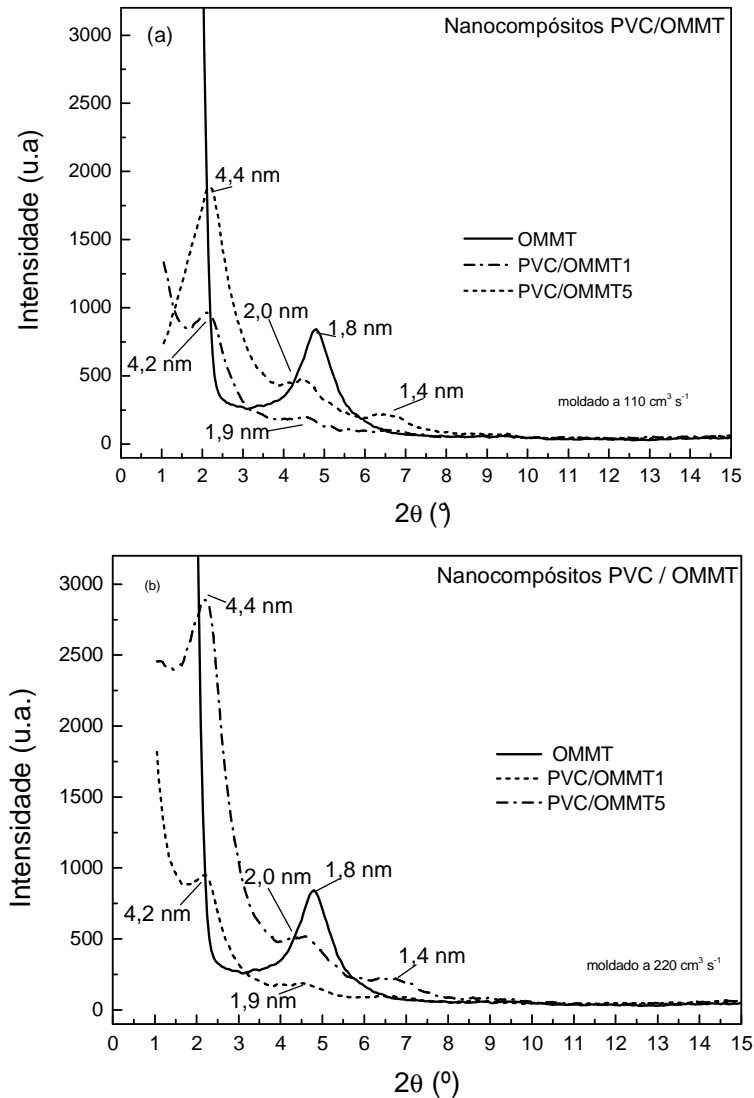 (a)
Nanocompósitos PVC/OMMT
3000
2500
2000
1500
1000
500
0
Intensidade (u.a)
4,4 nm
OMMT
PVC/OMMT1
PVC/OMMT5
2,0 nm
1,8 nm
4,2 nm
1,4 nm
moldado a 110 cm³ s⁻¹
1,9 nm
0 1 2 3 4 5 6 7 8 9 10 11 12 13 14 15
2θ (°)
(b)
Nanocompósitos PVC / OMMT
3000
2500
2000
1500
1000
500
0
Intensidade (u.a.)
4,4 nm
OMMT
PVC/OMMT1
PVC/OMMT5
2,0 nm
1,8 nm
4,2 nm
1,4 nm
moldado a 220 cm³ s⁻¹
1,9 nm
0 1 2 3 4 5 6 7 8 9 10 11 12 13 14 15
2θ (º)